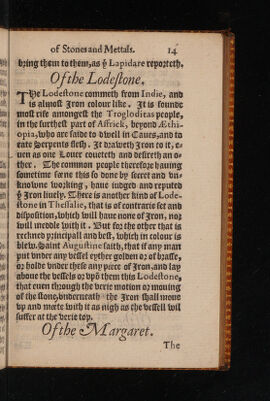 of Stones and Mettals. 14
bring them to them, as ẏ Lapidare reporteth.
Of the Lodestone.
The Lodestone commeth from Indie, and
is almost Iron colour like. It is founde
most rife amongest the Trogloditas people,
in the furthest part of Affrick, beyond Æthi-
opia, who are saide to dwell in Caues, and to
eate Serpents flesh. It draweth Iron to it, e-
uen as one Louer coueteth and desireth an o-
ther. The common people therefore hauing
sometime seene this so done by secret and vn-
knowne working, haue iudged and reputed
ẏ Iron liuely. There is another kind of Lode-
stone in Thessalie, that is of contrarie set and
disposition, which will haue none of Iron, nor
will meddle with it. But for the other that is
reckned principall and best, which in colour is
blew. Saint Augustine saith, that if any man
put vnder any vessel eyther golden or of brasse,
or holde vnder these any piece of Iron, and lay
aboue the vessels or vpō them this Lodestone,
that euen through the verie motion or mouing
of the stone, vnderneath the Iron shall moue
vp and meete with it as nigh as the vessell will
suffer at the verie top.
Of the Margaret.
The